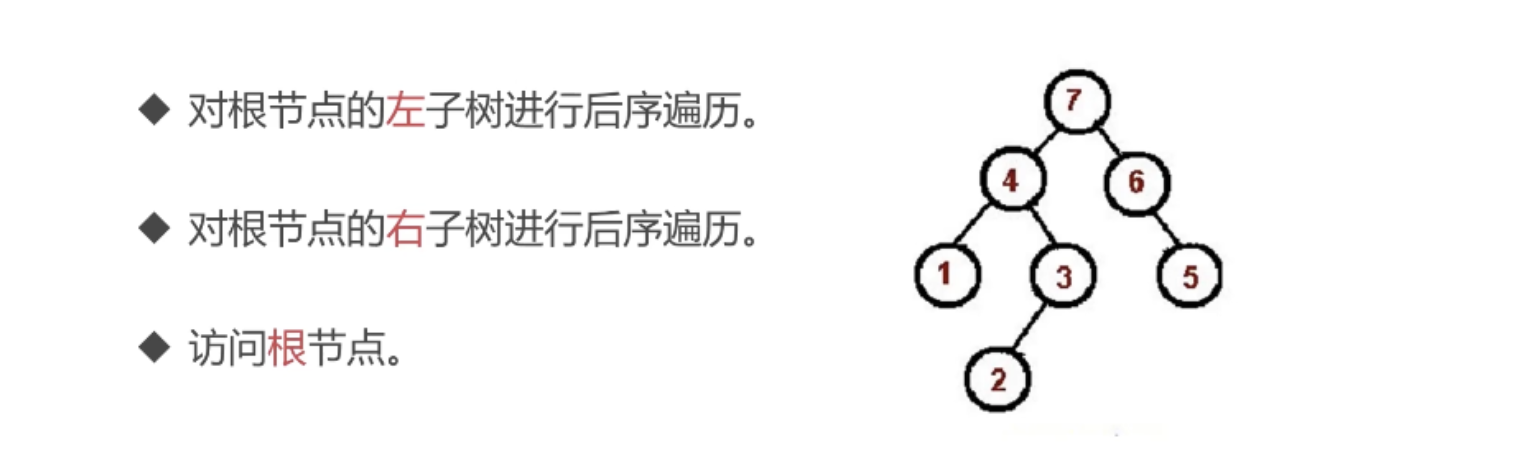 ◆ 对根节点的左子树进行后序遍历。
◆ 对根节点的右子树进行后序遍历。
◆ 访问根节点。
7
4 6
1 3 5
2